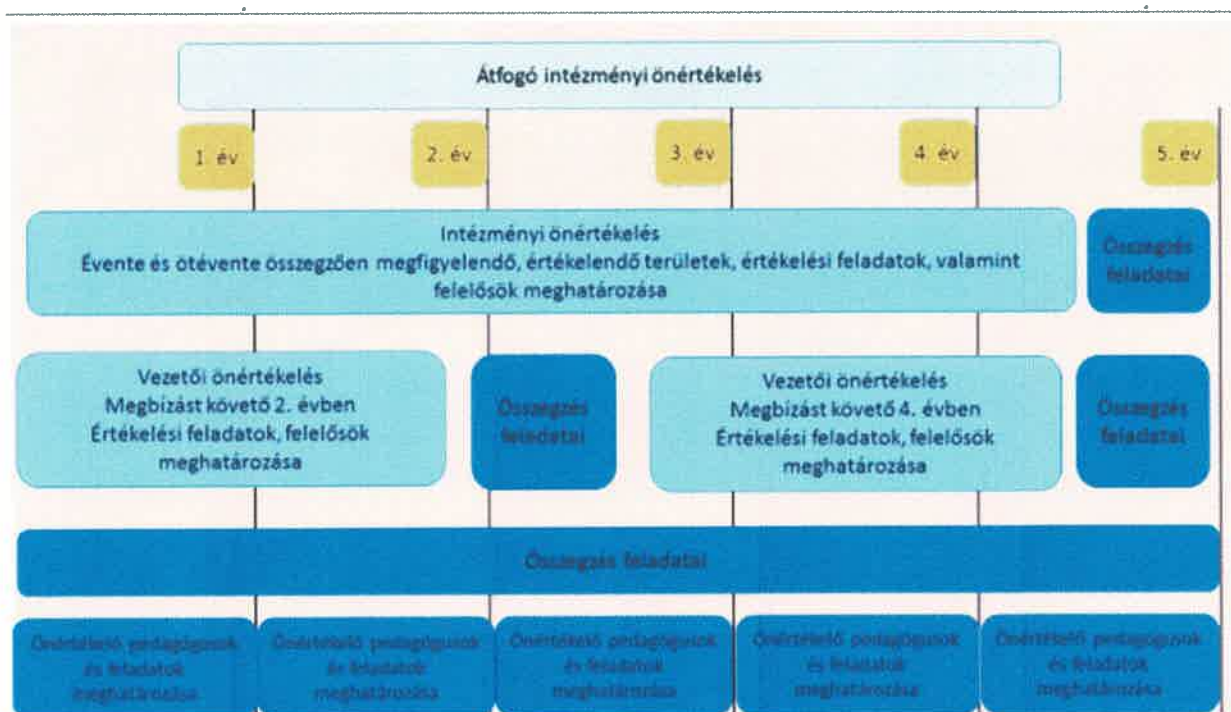 Átfogó intézményi önértékelés
1. év
2. év
3. év
4. év
5. év
Intézményi önértékelés
Évente és ötévente összegzően megfigyelendő, értékelendő területek, értékelési feladatok, valamint
felelősök meghatározása
Összegzés
feladatai
Vezetői önértékelés
Megbízást követő 2. évben
Értékelési feladatok, felelősök
meghatározása
Összegzés
feladatai
Vezetői önértékelés
Megbízást követő 4. évben
Értékelési feladatok, felelősök
meghatározása
Összegzés
feladatai
Összegzés feladatai
Önértékelő pedagógusok
és feladatok
meghatározása
Önértékelő pedagógusok
és feladatok
meghatározása
Önértékelő pedagógusok
és feladatok
meghatározása
Önértékelő pedagógusok
és feladatok
meghatározása
Önértékelő pedagógusok
és feladatok
meghatározása